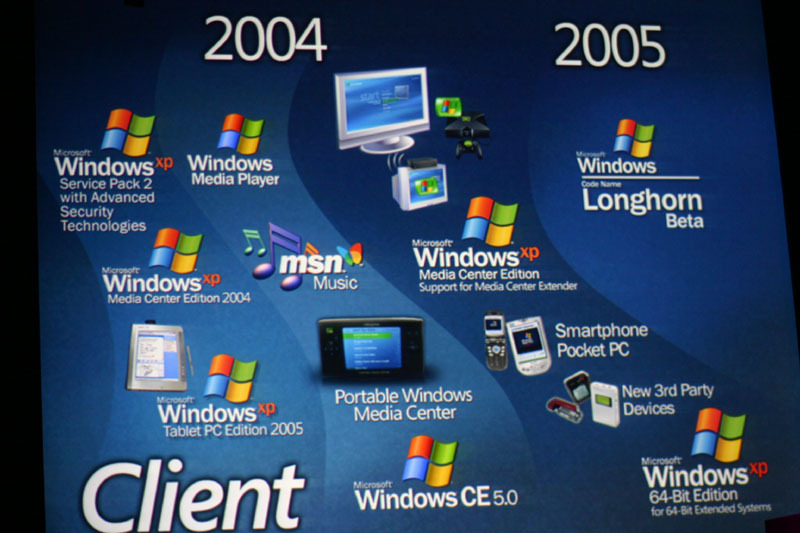 2004
2005
Microsoft
Windows xp
Service Pack 2
with Advanced
Security
Technologies
Windows
Media Player
start
Microsoft
Windows
Code Name
Longhorn
Beta
Microsoft
Windows xp
Media Center Edition 2004
msn
Music
Microsoft
Windows xp
Media Center Edition
Support for Media Center Extender
Microsoft
Windows xp
Tablet PC Edition 2005
Portable Windows
Media Center
Smartphone
Pocket PC
New 3rd Party
Devices
Client
Microsoft
Windows CE 5.0
Microsoft
Windows xp
64-Bit Edition
for 64-Bit Extended Systems